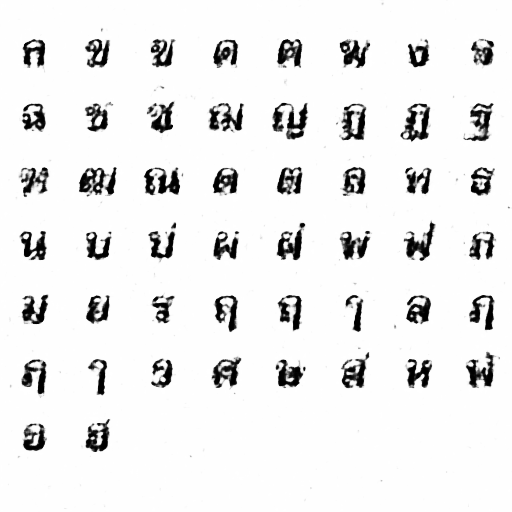 ก ข ฃ ค ฅ ฆ ง จ
ฉ ช ซ ฌ ญ ฎ ฏ ฐ
ฑ ฒ ณ ด ต ถ ท ธ
น บ ป ผ ฝ พ ฟ ภ
ม ย ร ฤ ฤ ๅ ล ฦ
ฦ ๅ ว ศ ษ ส ห ฬ
อ ฮ